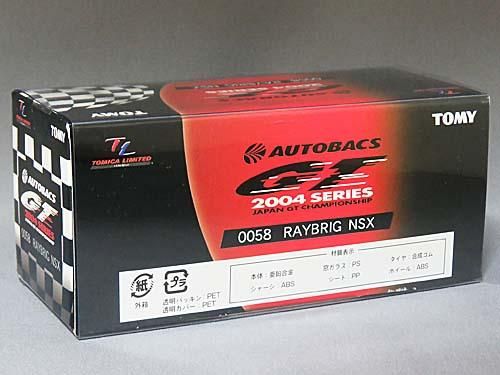 TOMY
TL
TOMICA LIMITED
AUTOBACS
GT
2004 SERIES
JAPAN GT CHAMPIONSHIP
0058 RAYBRIG NSX
材質表示
本体:亜鉛合金
窓ガラス:PS
タイヤ:合成ゴム
シャーシ:ABS
シート:PP
ホイール:ABS
紙
外箱
プラ
透明パッキン:PET
透明カバー:PET
GT
2004 SERIES
0058 RAYBRIG NSX